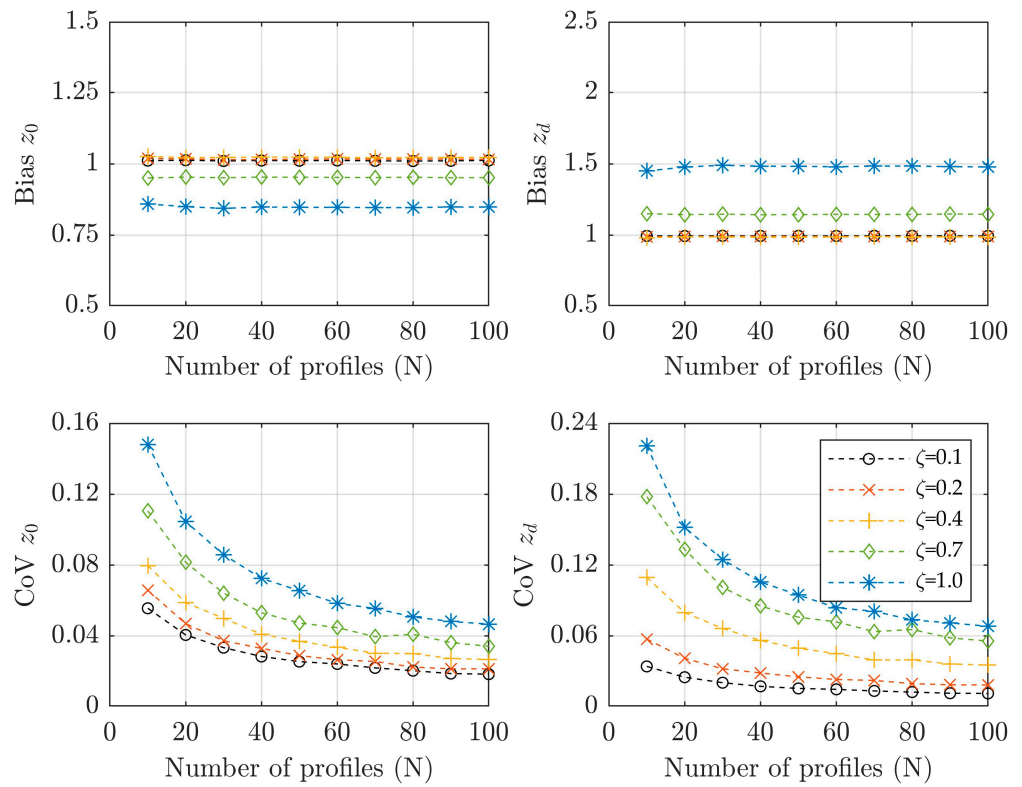 1.5
1.25
1
0.75
0.5
Bias z₀
0 20 40 60 80 100
Number of profiles (N)
2.5
2
1.5
1
0.5
Bias z_d
0 20 40 60 80 100
Number of profiles (N)
0.16
0.12
0.08
0.04
0
CoV z₀
0 20 40 60 80 100
Number of profiles (N)
0.24
0.18
0.12
0.06
0
CoV z_d
ζ=0.1
ζ=0.2
ζ=0.4
ζ=0.7
ζ=1.0
0 20 40 60 80 100
Number of profiles (N)